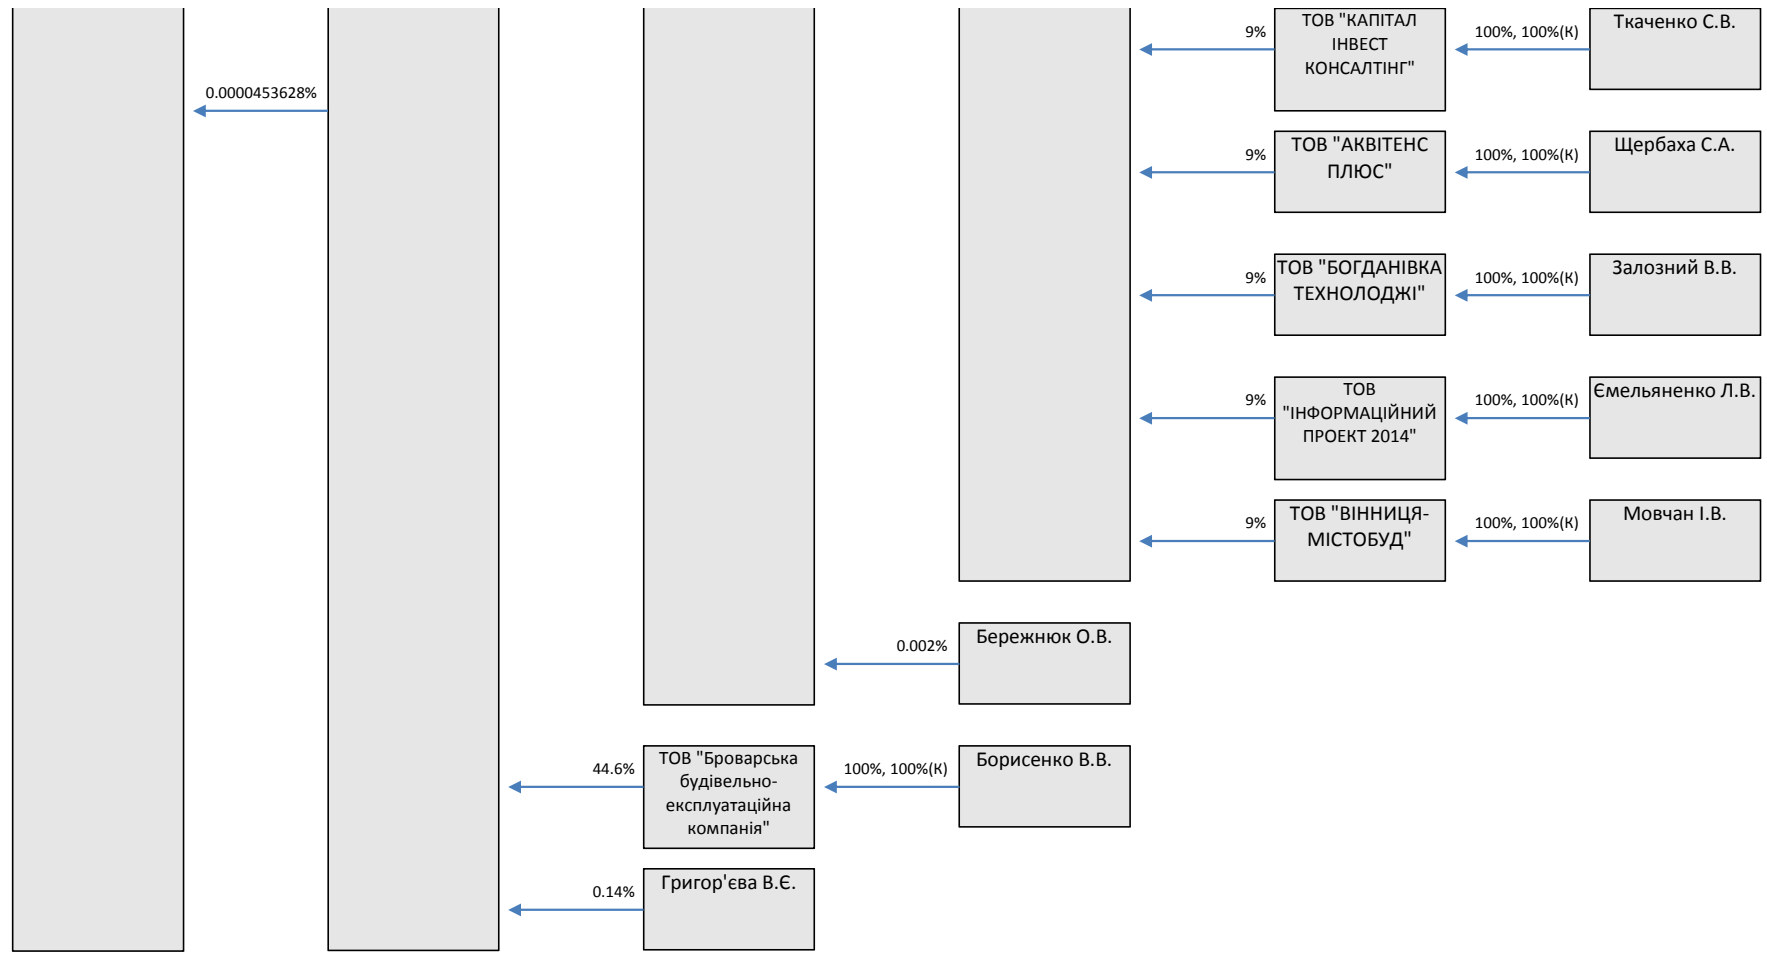 9%
ТОВ "КАПІТАЛ
ІНВЕСТ
КОНСАЛТІНГ"
100%, 100%(К)
Ткаченко С.В.
0.0000453628%
9%
ТОВ "АКВІТЕНС
ПЛЮС"
100%, 100%(К)
Щербаха С.А.
9%
ТОВ "БОГДАНІВКА
ТЕХНОЛОДЖІ"
100%, 100%(К)
Залозний В.В.
9%
ТОВ
"ІНФОРМАЦІЙНИЙ
ПРОЕКТ 2014"
100%, 100%(К)
Ємельяненко Л.В.
9%
ТОВ "ВІННИЦЯ-
МІСТОБУД"
100%, 100%(К)
Мовчан І.В.
0.002%
Бережнюк О.В.
44.6%
ТОВ "Броварська
будівельно-
експлуатаційна
компанія"
100%, 100%(К)
Борисенко В.В.
0.14%
Григор'єва В.Є.